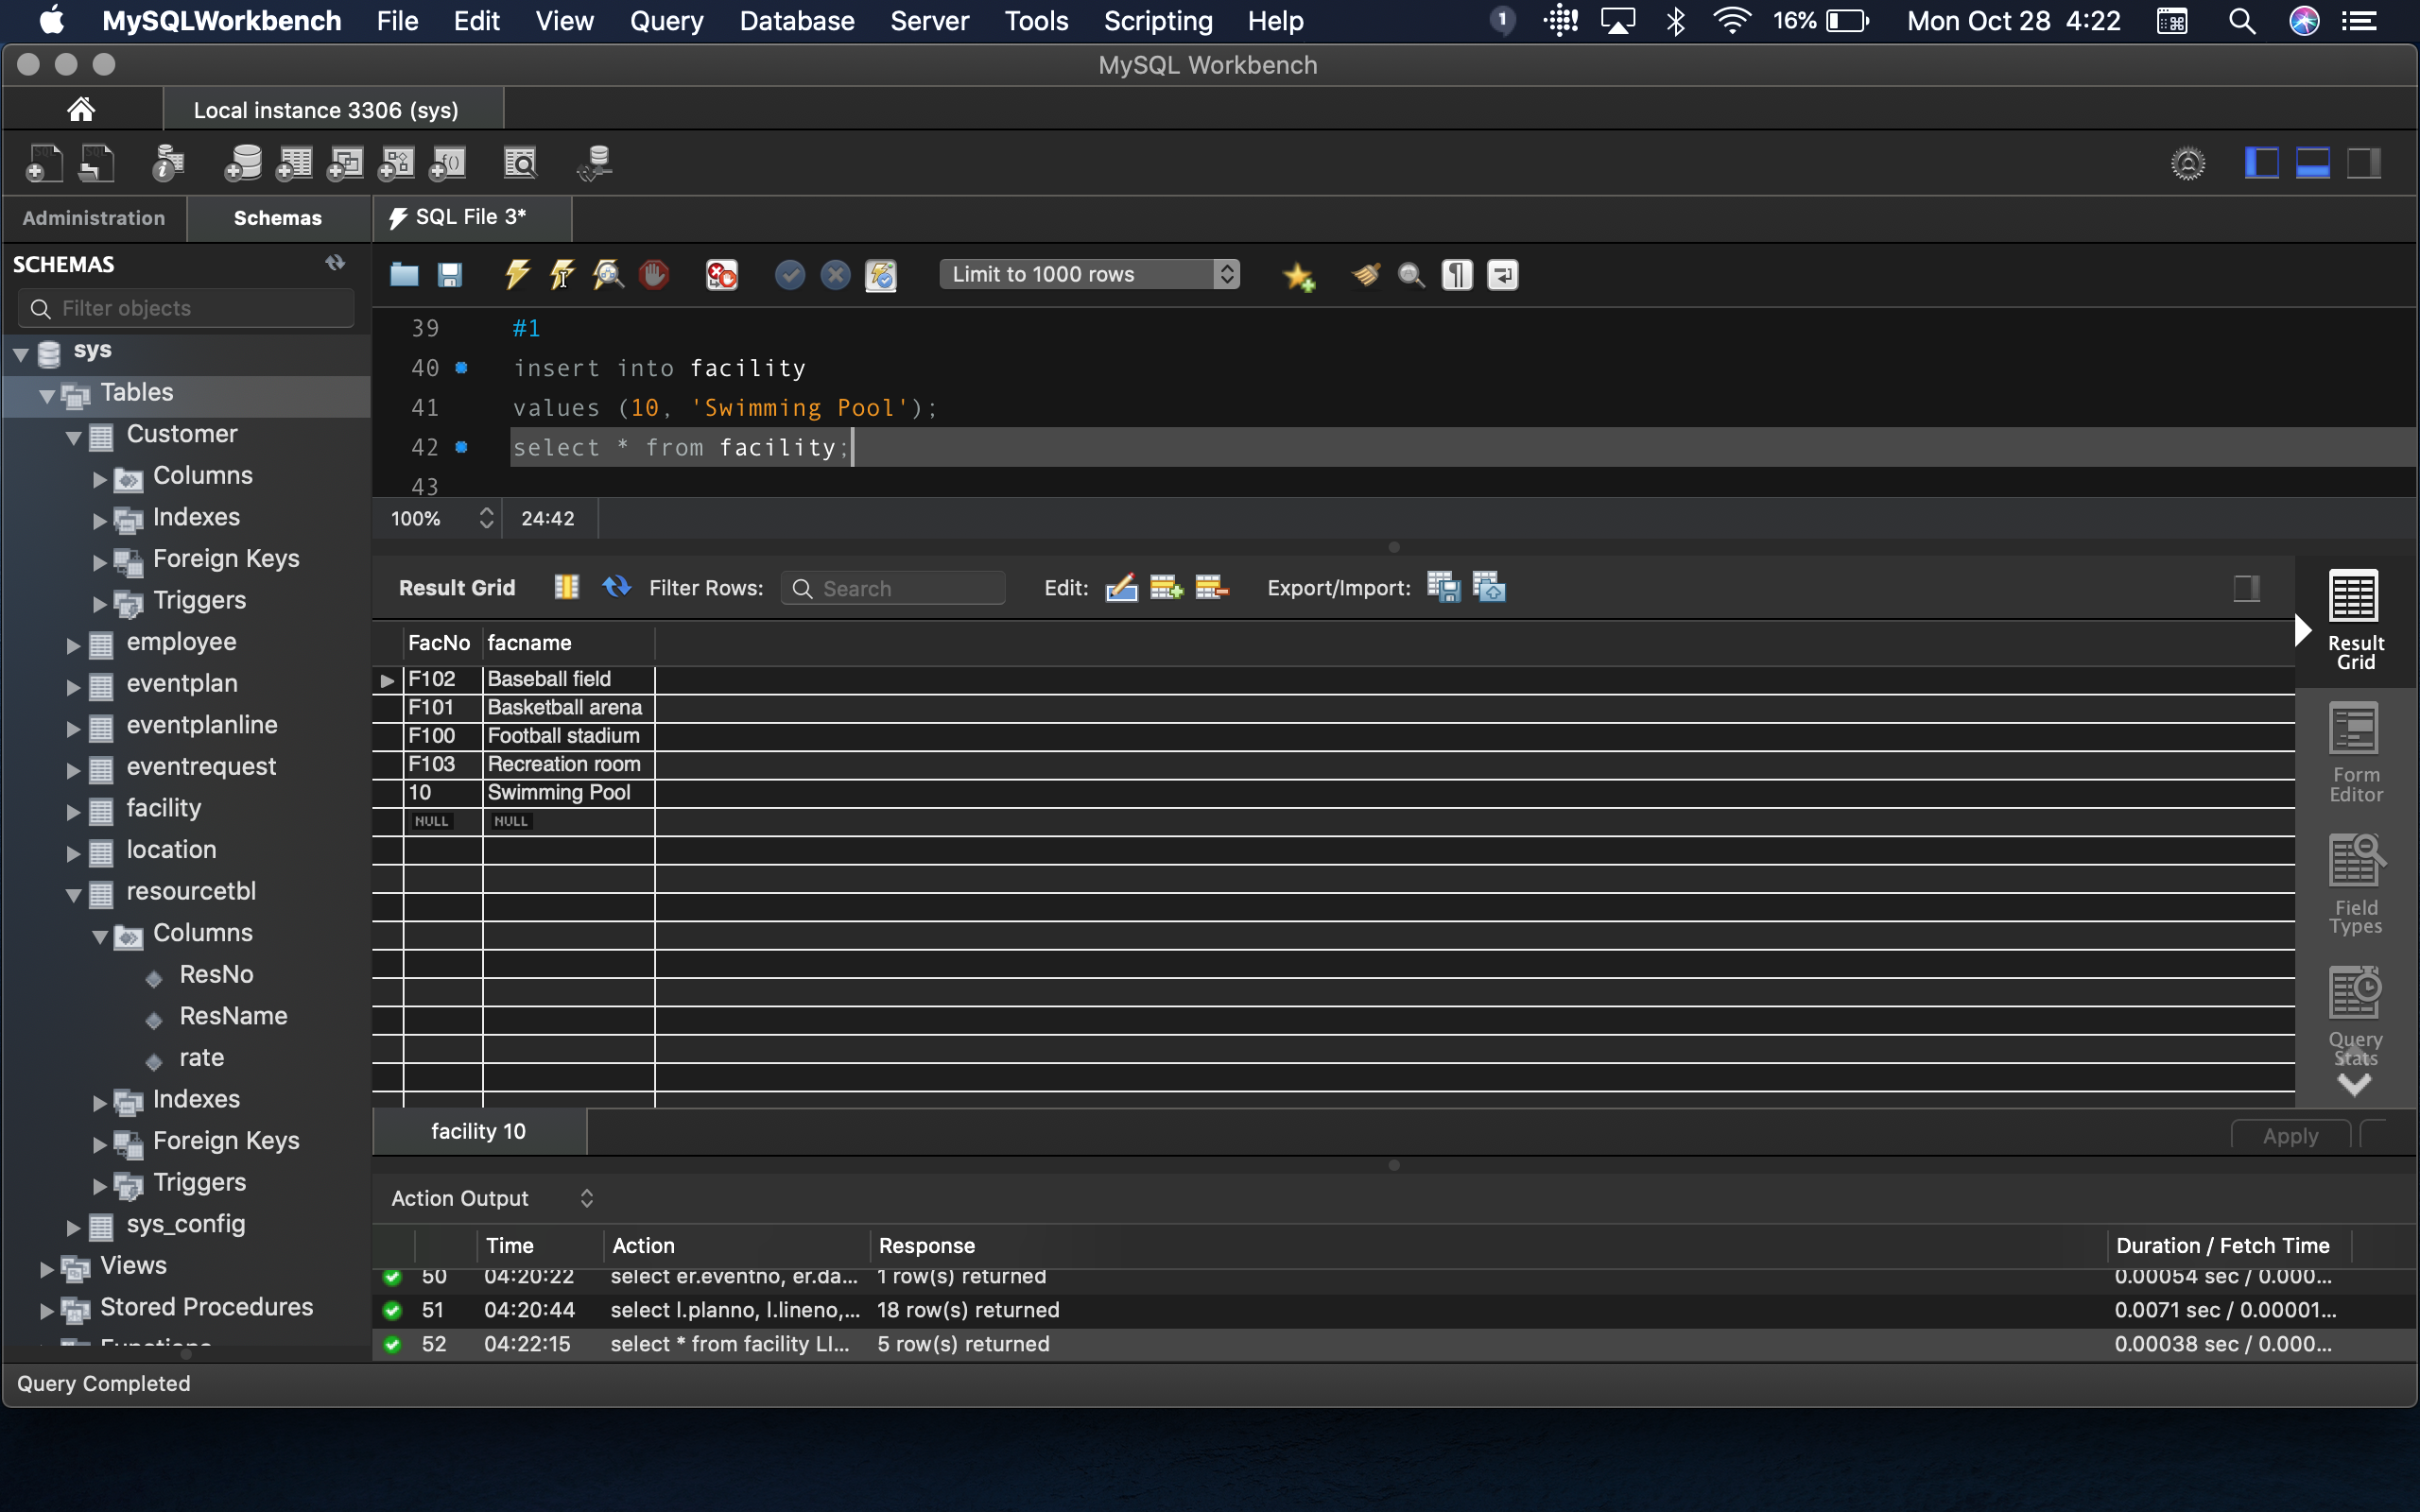 MySQLWorkbench File Edit View Query Database Server Tools Scripting Help 1 16% Mon Oct 28 4:22
MySQL Workbench
Local instance 3306 (sys)
Administration Schemas SQL File 3*
SCHEMAS
Limit to 1000 rows
Filter objects
sys
Tables
Customer
Columns
Indexes
Foreign Keys
Triggers
employee
eventplan
eventplanline
eventrequest
facility
location
resourcetbl
Columns
ResNo
ResName
rate
Indexes
Foreign Keys
Triggers
sys_config
Views
Stored Procedures
Functions
39 #1
40 insert into facility
41 values (10, 'Swimming Pool');
42 select * from facility;
43
100% 24:42
Result Grid Filter Rows: Search Edit: Export/Import:
FacNo facname
F102 Baseball field
F101 Basketball arena
F100 Football stadium
F103 Recreation room
10 Swimming Pool
NULL NULL
Result
Grid
Form
Editor
Field
Types
Query
Stats
facility 10
Apply
Action Output
Time Action Response Duration / Fetch Time
50 04:20:22 select er.eventno, er.da... 1 row(s) returned 0.00054 sec / 0.000...
51 04:20:44 select l.planno, l.lineno,... 18 row(s) returned 0.0071 sec / 0.00001...
52 04:22:15 select * from facility LI... 5 row(s) returned 0.00038 sec / 0.000...
Query Completed